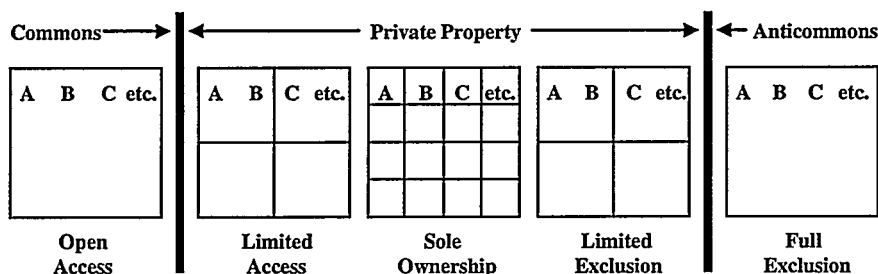 Commons Private Property Anticommons
A B C etc. A B C etc. A B C etc. A B C etc. A B C etc.
Open Limited Sole Limited Full
Access Access Ownership Exclusion Exclusion